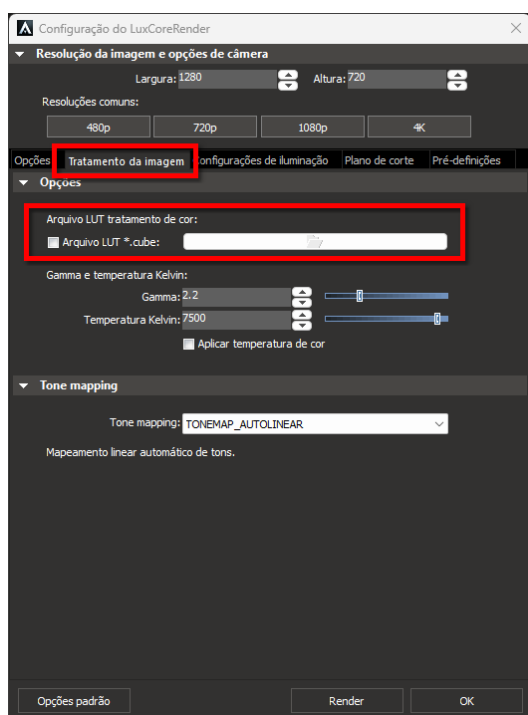 Configuração do LuxCoreRender
Resolução da imagem e opções de câmera
Largura: 1280 Altura: 720
Resoluções comuns:
480p 720p 1080p 4K
Opções Tratamento da imagem Configurações de iluminação Plano de corte Pré-definições
Opções
Arquivo LUT tratamento de cor:
Arquivo LUT *.cube:
Gamma e temperatura Kelvin:
Gamma: 2.2
Temperatura Kelvin: 7500
Aplicar temperatura de cor
Tone mapping
Tone mapping: TONEMAP_AUTOLINEAR
Mapeamento linear automático de tons.
Opções padrão Render OK